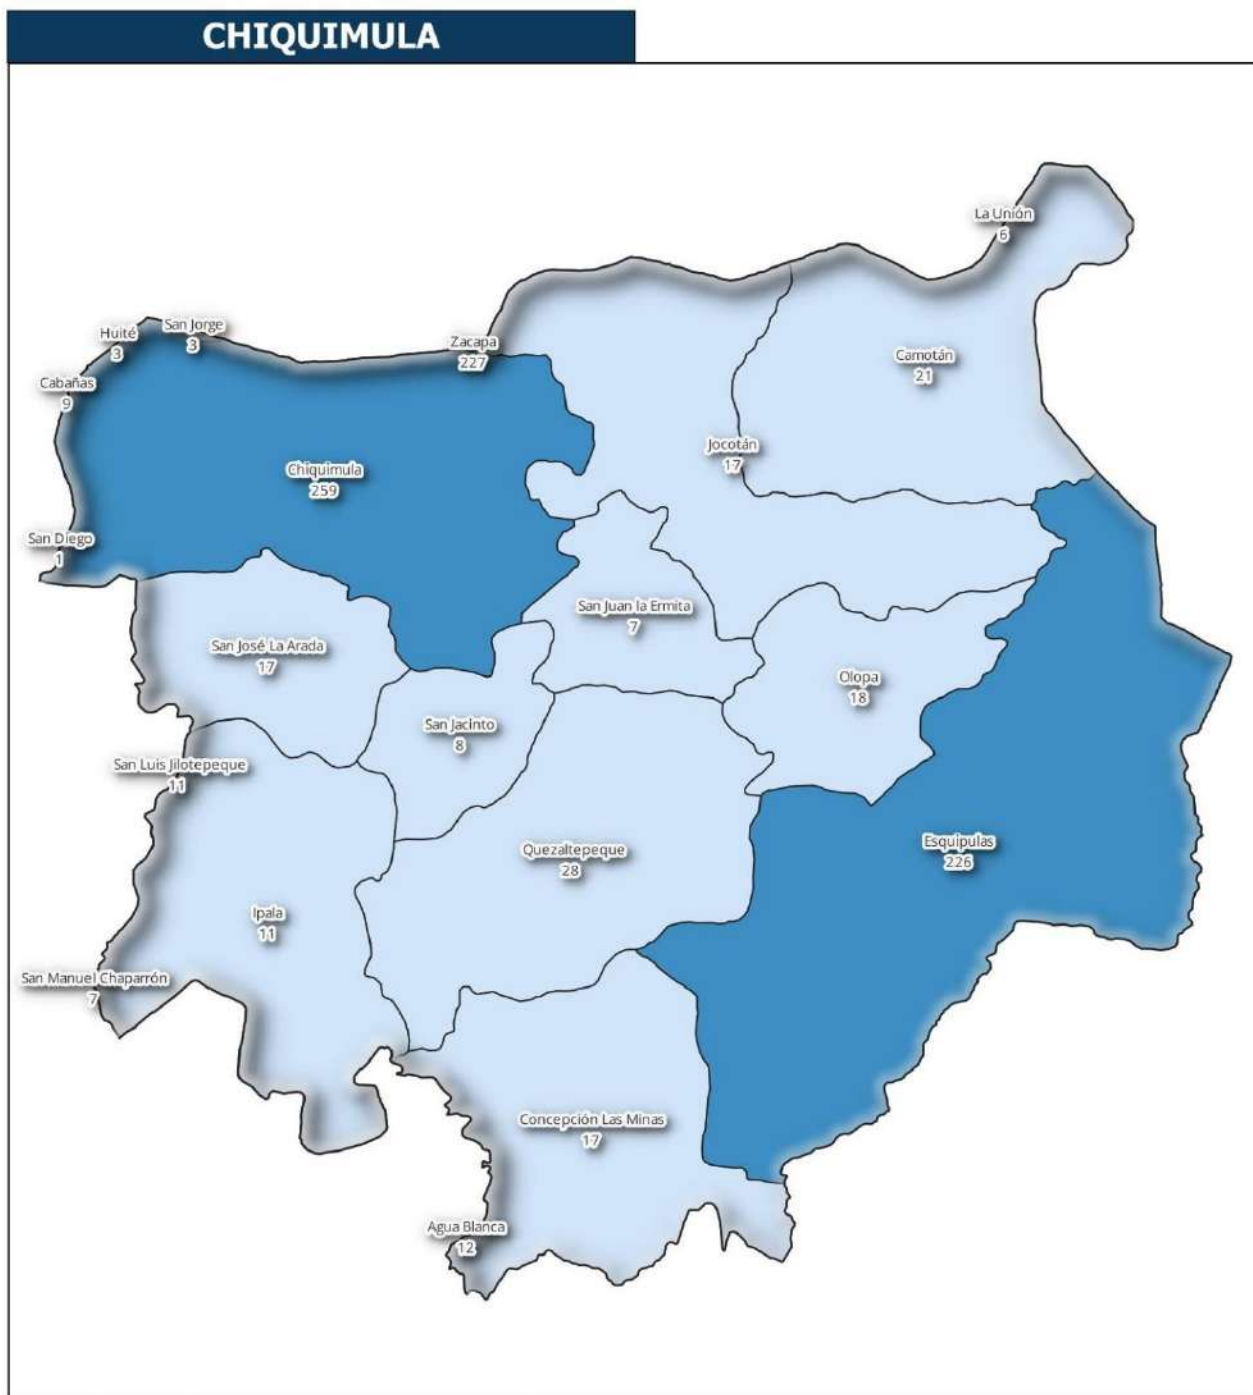 CHIQUIMULA
La Unión
6
Huité
3
San Jorge
3
Zacapa
227
Camotán
21
Cabañas
9
Jocotán
17
Chiquimula
259
San Diego
1
San Juan la Ermita
7
San José La Arada
17
Olopa
18
San Jacinto
8
San Luis Jilotepeque
11
Quezaltepeque
28
Esquipulas
226
Ipala
11
San Manuel Chaparrón
7
Concepción Las Minas
17
Agua Blanca
12